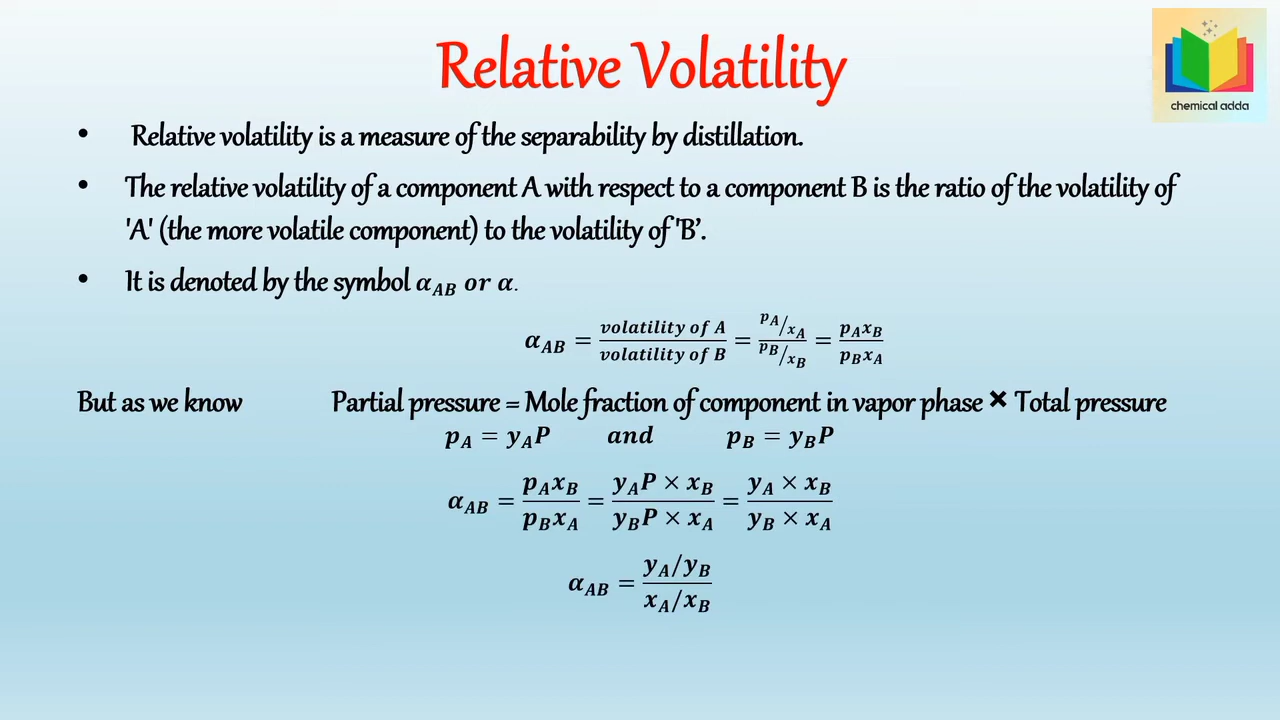 Relative Volatility
chemical adda
• Relative volatility is a measure of the separability by distillation.
• The relative volatility of a component A with respect to a component B is the ratio of the volatility of
'A' (the more volatile component) to the volatility of 'B’.
• It is denoted by the symbol α_AB or α.
α_AB = (volatility of A)/(volatility of B) = (p_A/x_A)/(p_B/x_B) = (p_A x_B)/(p_B x_A)
But as we know Partial pressure = Mole fraction of component in vapor phase × Total pressure
p_A = y_A P and p_B = y_B P
α_AB = (p_A x_B)/(p_B x_A) = (y_A P × x_B)/(y_B P × x_A) = (y_A × x_B)/(y_B × x_A)
α_AB = (y_A/y_B)/(x_A/x_B)